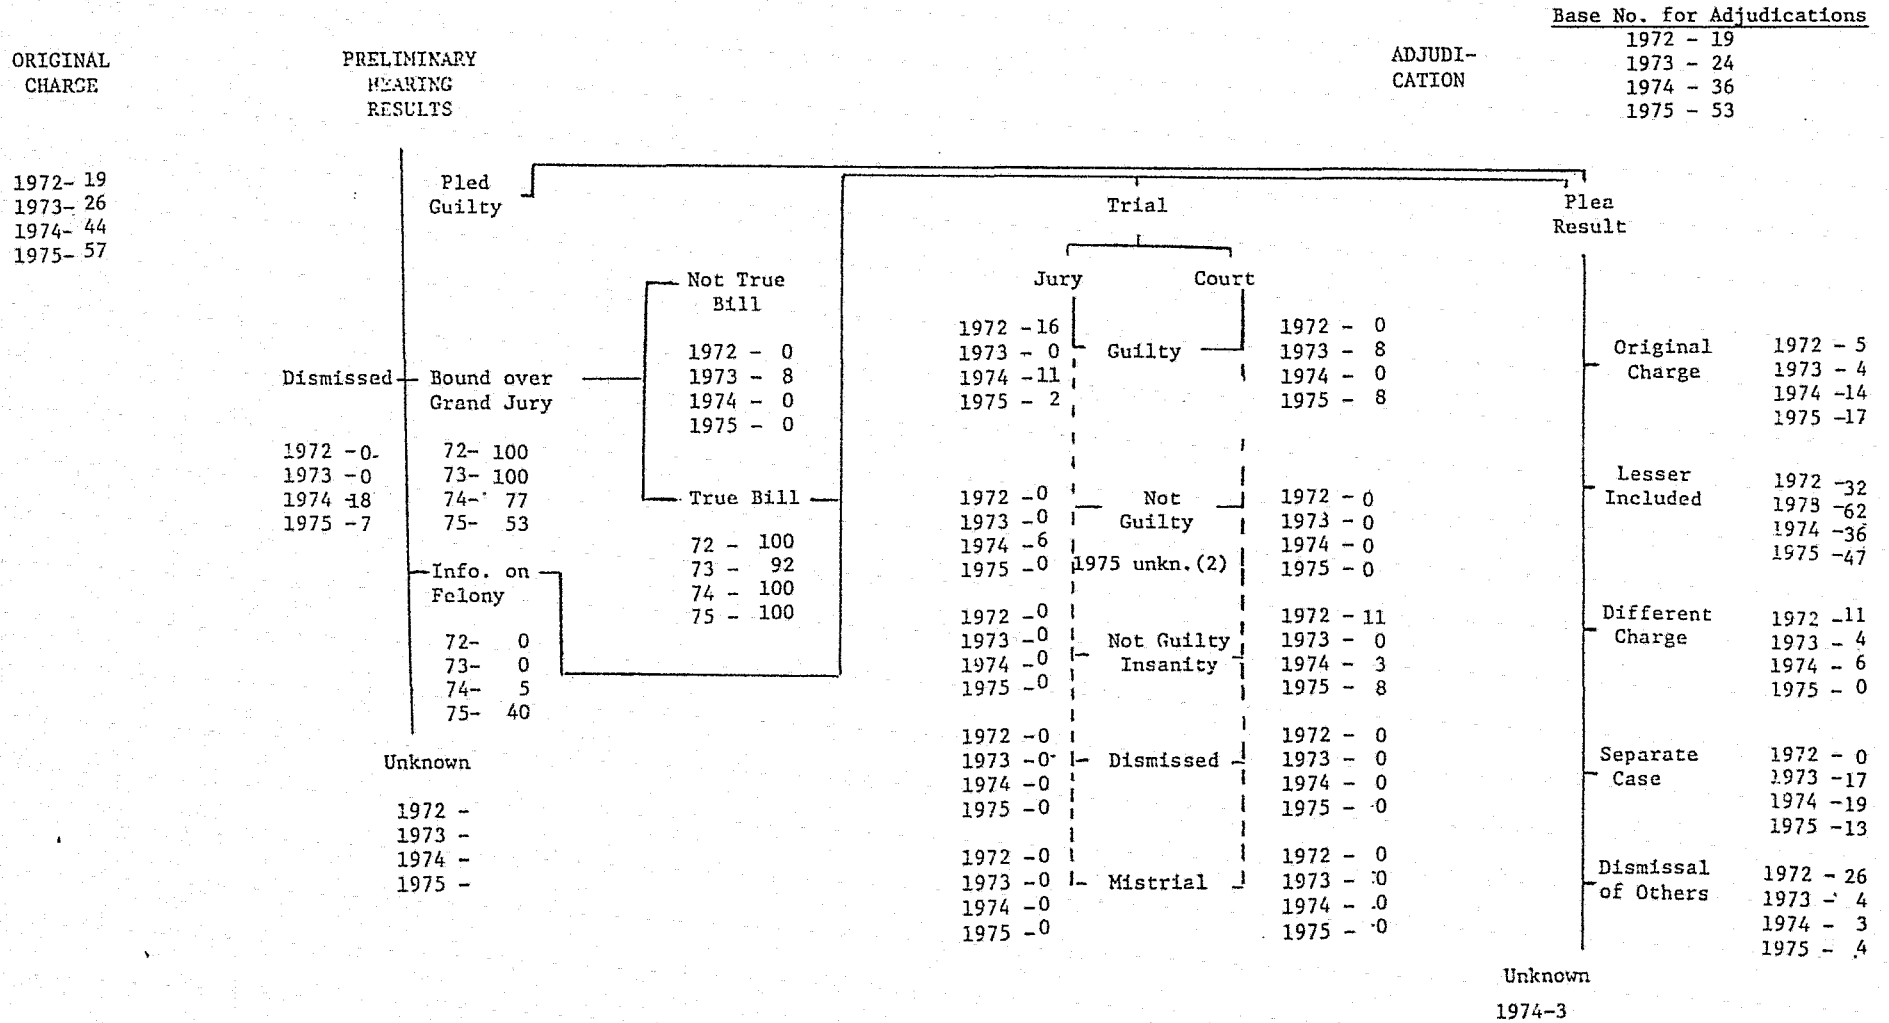 Base No. for Adjudications
1972 - 19
1973 - 24
1974 - 36
1975 - 53
ORIGINAL
CHARGE
PRELIMINARY
HEARING
RESULTS
ADJUDI-
CATION
1972- 19
1973- 26
1974- 44
1975- 57
Pled
Guilty
Trial
Plea
Result
Not True
Bill
1972 - 0
1973 - 8
1974 - 0
1975 - 0
Jury
Court
1972 -16
1973 - 0
1974 -11
1975 - 2
Guilty
1972 - 0
1973 - 8
1974 - 0
1975 - 8
Original
Charge
1972 - 5
1973 - 4
1974 -14
1975 -17
Dismissed
Bound over
Grand Jury
1972 -0
1973 -0
1974 -18
1975 -7
72- 100
73- 100
74- 77
75- 53
True Bill
72 - 100
73 - 92
74 - 100
75 - 100
1972 -0
1973 -0
1974 -6
1975 -0
Not
Guilty
1975 unkn.(2)
1972 - 0
1973 - 0
1974 - 0
1975 - 0
Lesser
Included
1972 -32
1973 -62
1974 -36
1975 -47
Info. on
Felony
72- 0
73- 0
74- 5
75- 40
1972 -0
1973 -0
1974 -0
1975 -0
Not Guilty
Insanity
1972 - 11
1973 - 0
1974 - 3
1975 - 8
Different
Charge
1972 -11
1973 - 4
1974 - 6
1975 - 0
Unknown
1972 -
1973 -
1974 -
1975 -
1972 -0
1973 -0
1974 -0
1975 -0
Dismissed
1972 - 0
1973 - 0
1974 - 0
1975 - 0
Separate
Case
1972 - 0
1973 -17
1974 -19
1975 -13
1972 -0
1973 -0
1974 -0
1975 -0
Mistrial
1972 - 0
1973 - 0
1974 - 0
1975 - 0
Dismissal
of Others
1972 - 26
1973 - 4
1974 - 3
1975 - 4
Unknown
1974-3